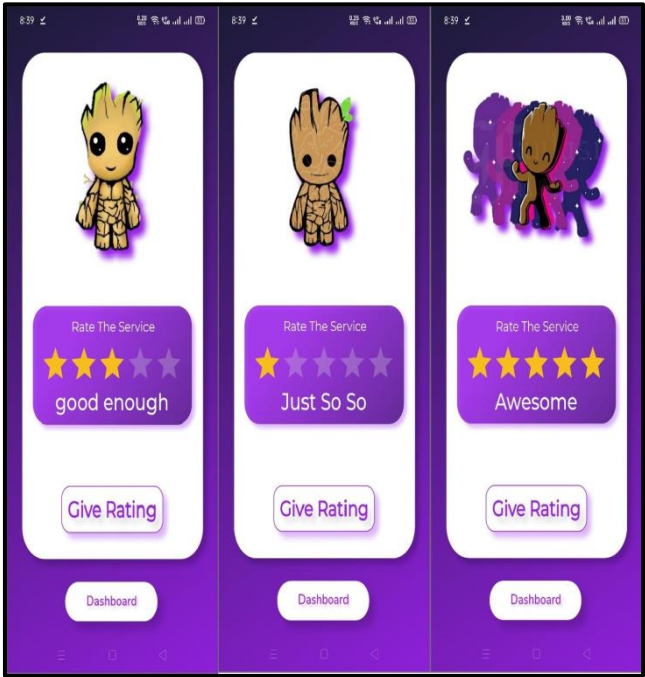 8:39
Rate The Service
good enough
Give Rating
Dashboard
8:39
Rate The Service
Just So So
Give Rating
Dashboard
8:39
Rate The Service
Awesome
Give Rating
Dashboard